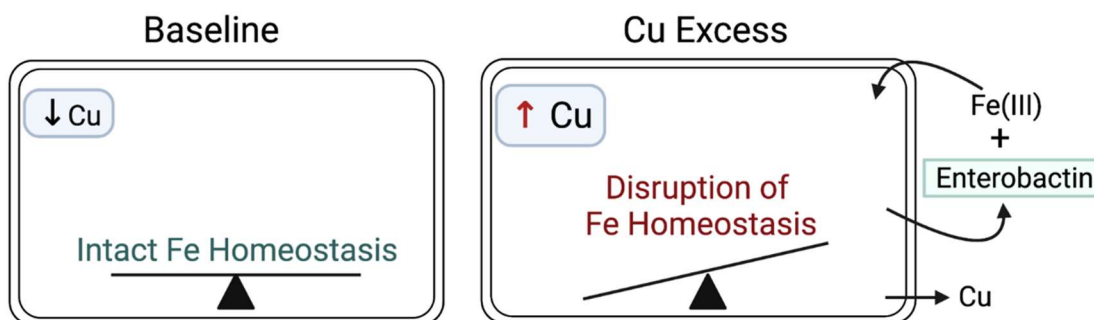 Baseline
Cu Excess
↓ Cu
Intact Fe Homeostasis
↑ Cu
Disruption of
Fe Homeostasis
Fe(III)
+
Enterobactin
Cu